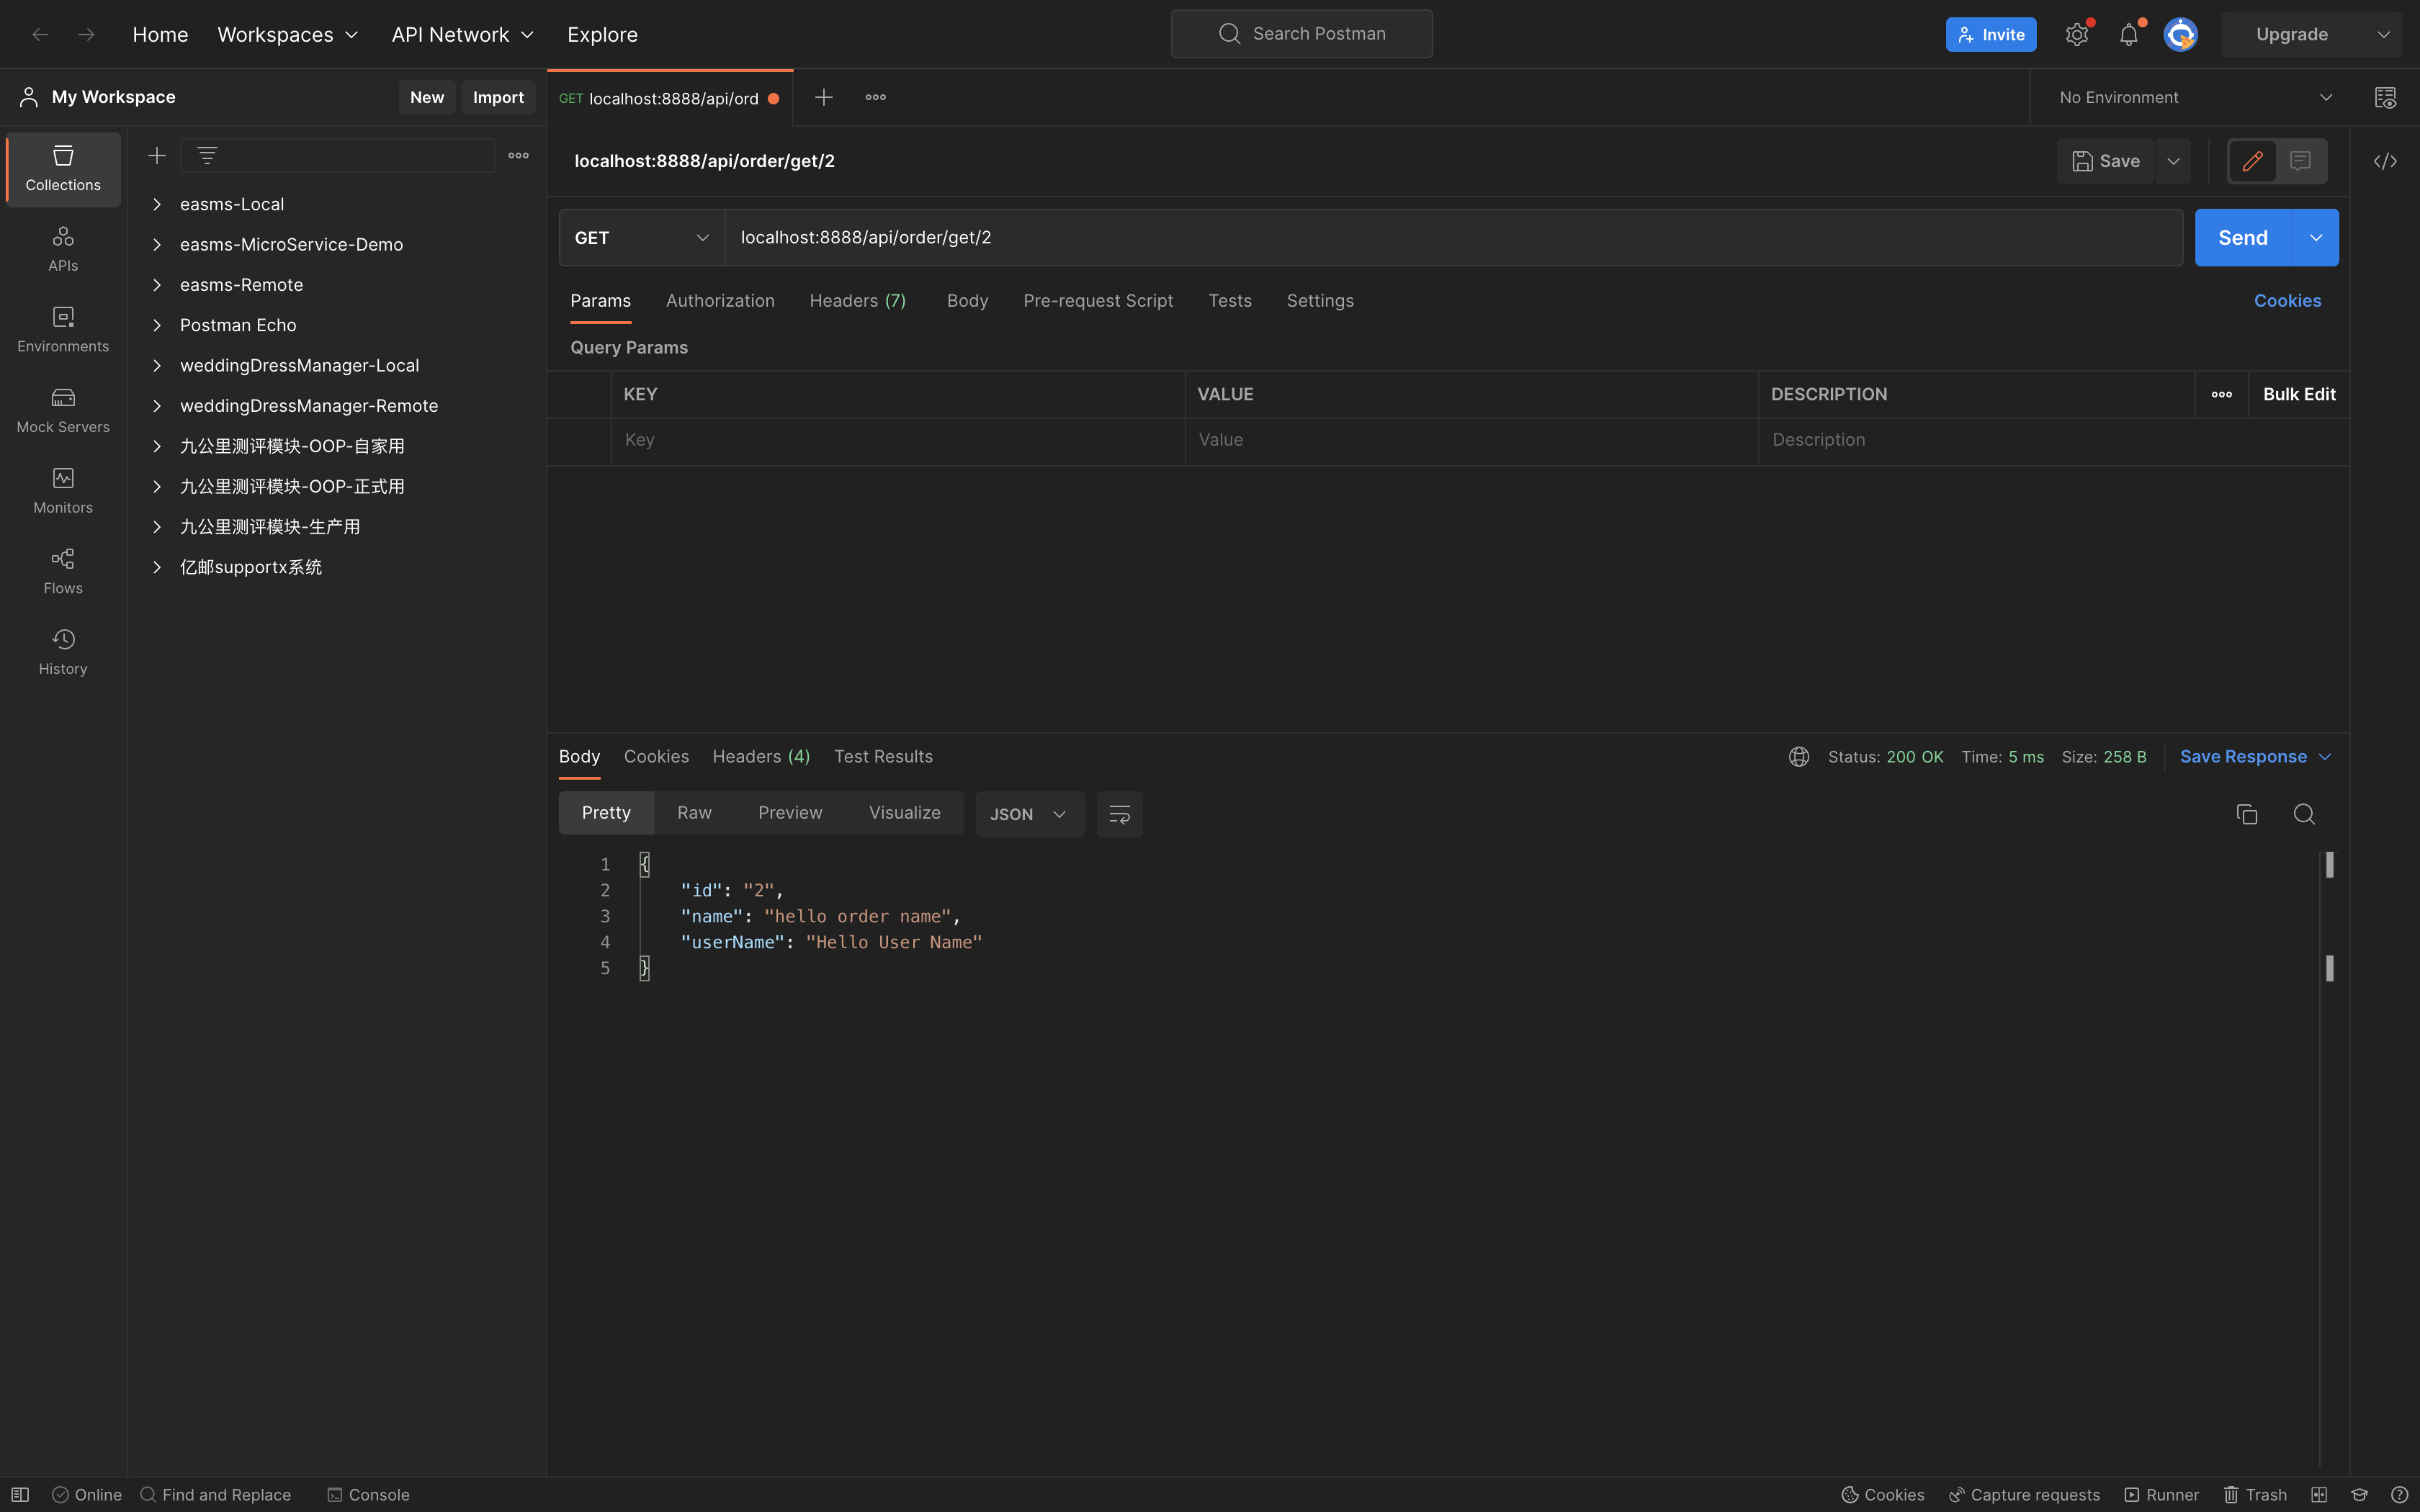 Home Workspaces API Network Explore Search Postman Invite Upgrade
My Workspace New Import GET localhost:8888/api/ord No Environment
Collections
APIs
Environments
Mock Servers
Monitors
Flows
History
easms-Local
easms-MicroService-Demo
easms-Remote
Postman Echo
weddingDressManager-Local
weddingDressManager-Remote
九公里测评模块-OOP-自家用
九公里测评模块-OOP-正式用
九公里测评模块-生产用
亿邮supportx系统
localhost:8888/api/order/get/2 Save
GET localhost:8888/api/order/get/2 Send
Params Authorization Headers (7) Body Pre-request Script Tests Settings Cookies
Query Params
KEY VALUE DESCRIPTION Bulk Edit
Key Value Description
Body Cookies Headers (4) Test Results Status: 200 OK Time: 5 ms Size: 258 B Save Response
Pretty Raw Preview Visualize JSON
1 {
2 "id": "2",
3 "name": "hello order name",
4 "userName": "Hello User Name"
5 }
Online Find and Replace Console Cookies Capture requests Runner Trash